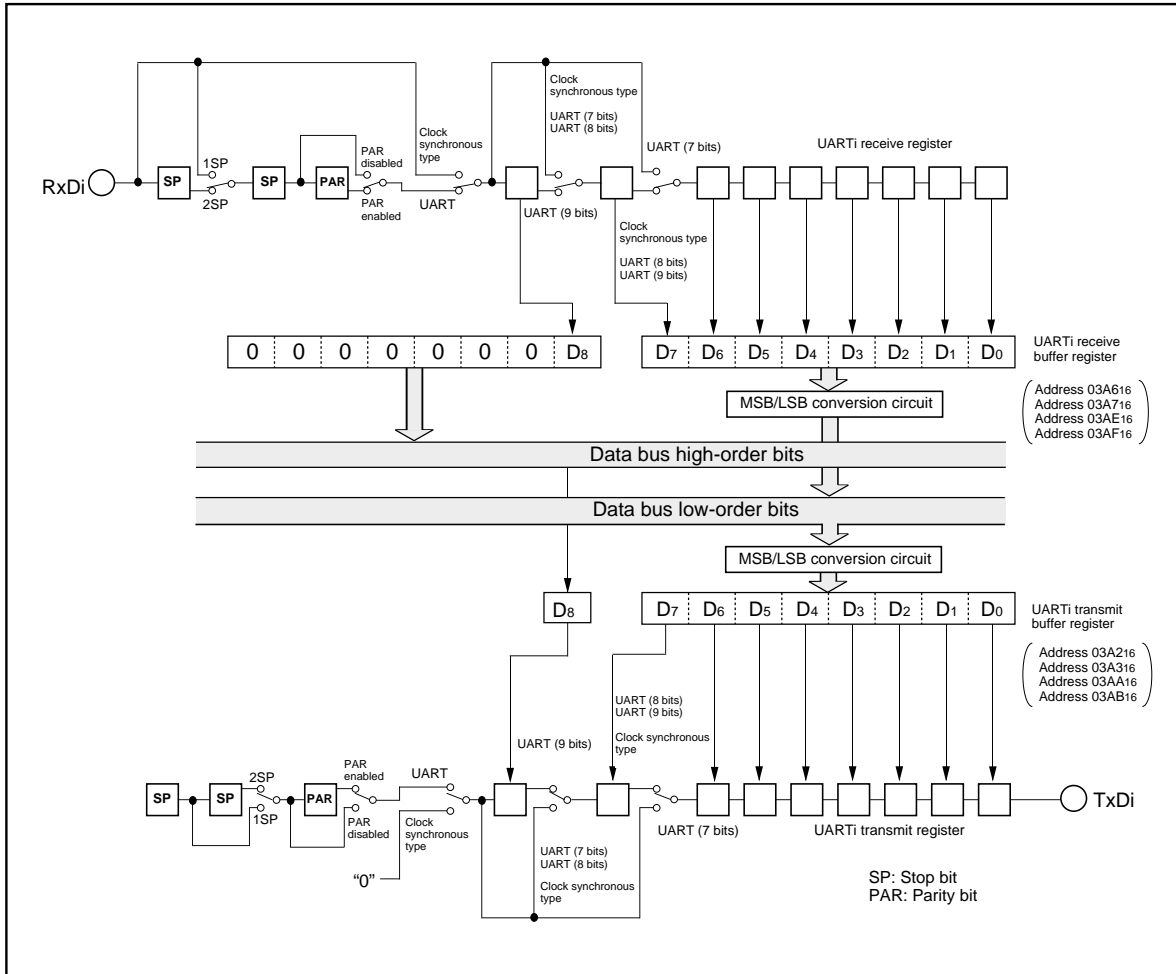 Clock
synchronous type
UART (7 bits)
UART (8 bits)
UART (7 bits)
UARTi receive register
PAR
disabled
Clock
synchronous
type
1SP
RxDi
SP
SP
PAR
2SP
PAR
enabled
UART
UART (9 bits)
Clock
synchronous type
UART (8 bits)
UART (9 bits)
0 0 0 0 0 0 0 D8
D7 D6 D5 D4 D3 D2 D1 D0
UARTi receive
buffer register
MSB/LSB conversion circuit
Address 03A616
Address 03A716
Address 03AE16
Address 03AF16
Data bus high-order bits
Data bus low-order bits
MSB/LSB conversion circuit
D8
D7 D6 D5 D4 D3 D2 D1 D0
UARTi transmit
buffer register
Address 03A216
Address 03A316
Address 03AA16
Address 03AB16
UART (8 bits)
UART (9 bits)
Clock synchronous
type
UART (9 bits)
PAR
enabled
2SP
UART
SP
SP
PAR
TxDi
1SP
PAR
disabled
Clock
synchronous
type
UART (7 bits)
UARTi transmit register
UART (7 bits)
UART (8 bits)
Clock synchronous
type
“0”
SP: Stop bit
PAR: Parity bit